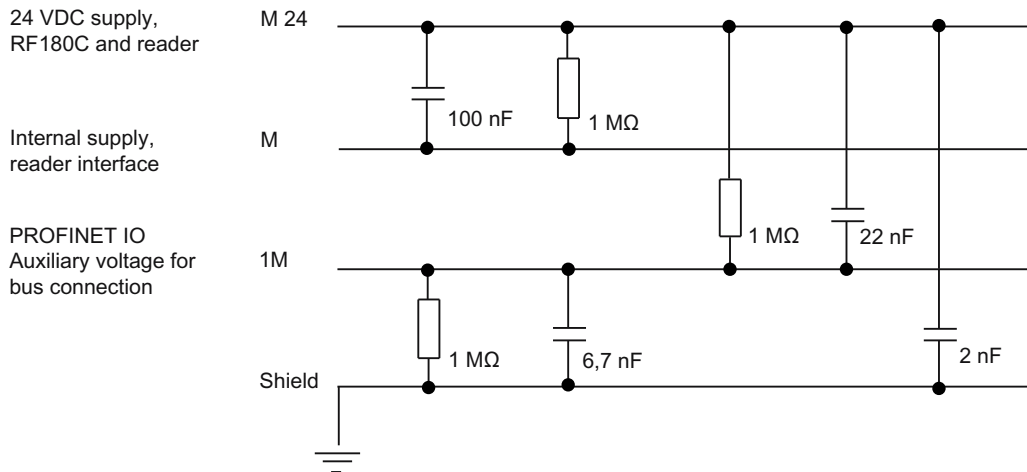 24 VDC supply,
RF180C and reader
M 24
100 nF
1 MΩ
Internal supply,
reader interface
M
1 MΩ
22 nF
PROFINET IO
Auxiliary voltage for
bus connection
1M
1 MΩ
6,7 nF
2 nF
Shield